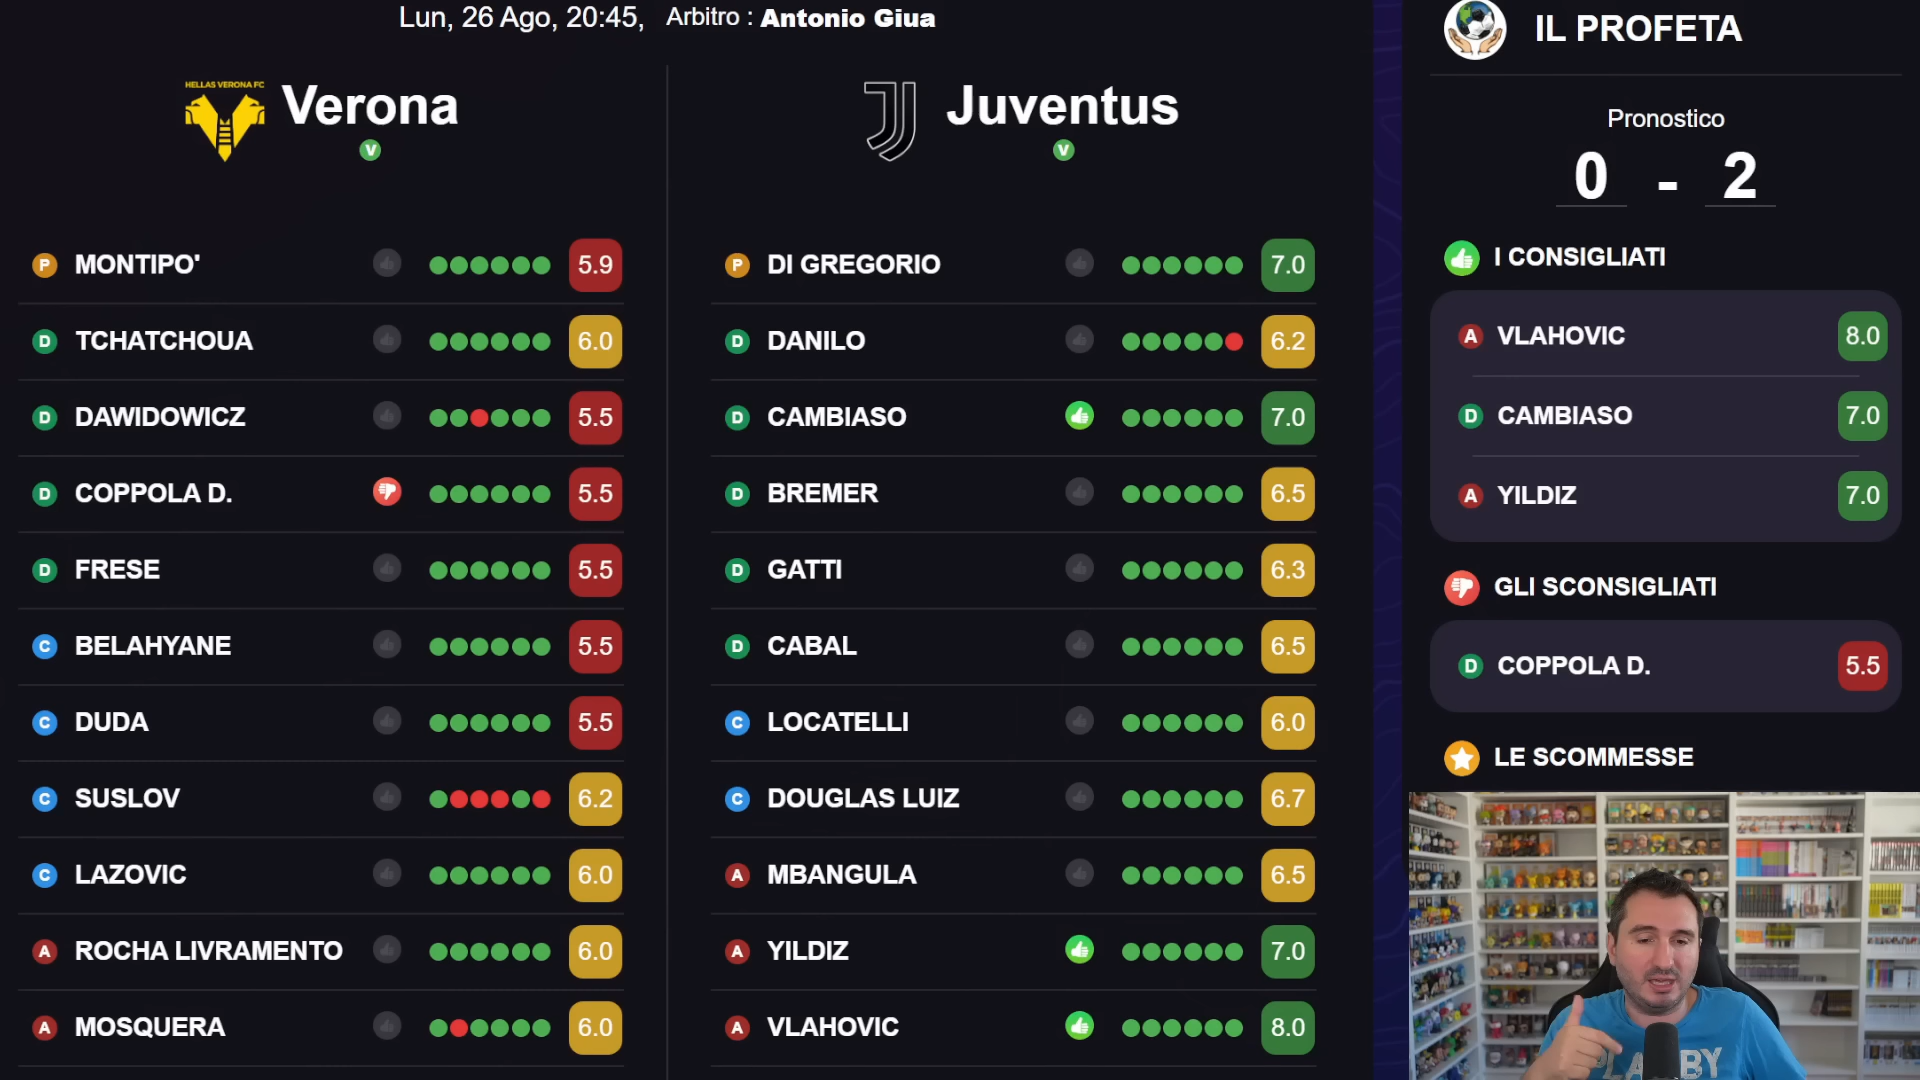 Lun, 26 Ago, 20:45, Arbitro : Antonio Giua
HELLAS VERONA FC
Verona
V
Juventus
V
P MONTIPO' 5.9
D TCHATCHOUA 6.0
D DAWIDOWICZ 5.5
D COPPOLA D. 5.5
D FRESE 5.5
C BELAHYANE 5.5
C DUDA 5.5
C SUSLOV 6.2
C LAZOVIC 6.0
A ROCHA LIVRAMENTO 6.0
A MOSQUERA 6.0
P DI GREGORIO 7.0
D DANILO 6.2
D CAMBIASO 7.0
D BREMER 6.5
D GATTI 6.3
D CABAL 6.5
C LOCATELLI 6.0
C DOUGLAS LUIZ 6.7
A MBANGULA 6.5
A YILDIZ 7.0
A VLAHOVIC 8.0
IL PROFETA
Pronostico
0 - 2
I CONSIGLIATI
A VLAHOVIC 8.0
D CAMBIASO 7.0
A YILDIZ 7.0
GLI SCONSIGLIATI
D COPPOLA D. 5.5
LE SCOMMESSE